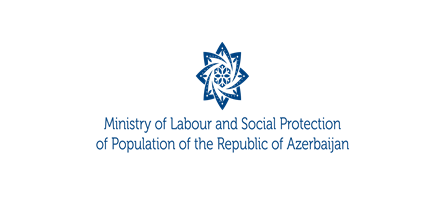 Ministry of Labour and Social Protection
of Population of the Republic of Azerbaijan